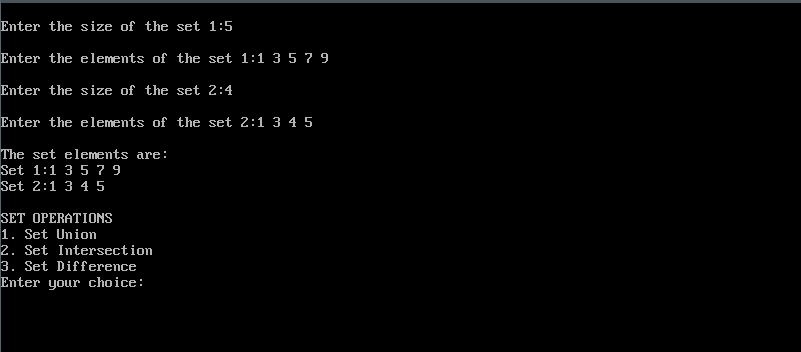 Enter the size of the set 1:5
Enter the elements of the set 1:1 3 5 7 9
Enter the size of the set 2:4
Enter the elements of the set 2:1 3 4 5
The set elements are:
Set 1:1 3 5 7 9
Set 2:1 3 4 5
SET OPERATIONS
1. Set Union
2. Set Intersection
3. Set Difference
Enter your choice: